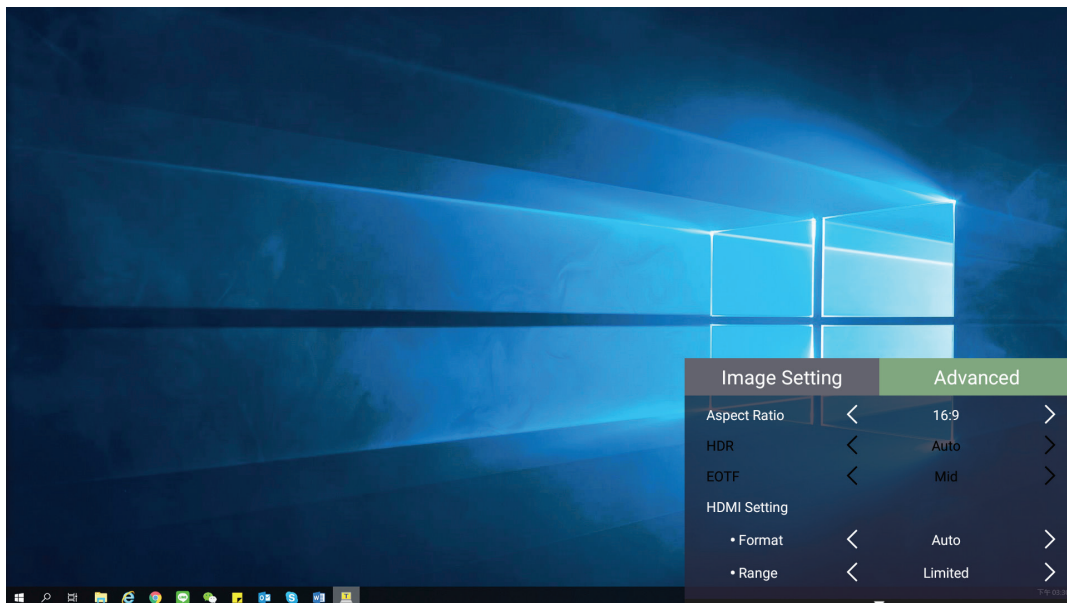 Image Setting Advanced
Aspect Ratio 16:9
HDR Auto
EOTF Mid
HDMI Setting
• Format Auto
• Range Limited